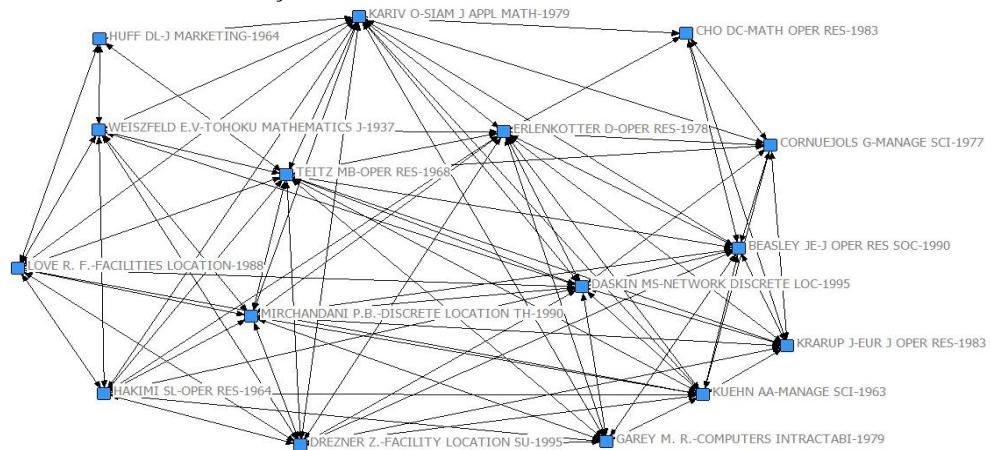 KARIV O-SIAM J APPL MATH-1979
HUFF DL-J MARKETING-1964
CHO DC-MATH OPER RES-1983
WEISZFELD E.V-TOHOKU MATHEMATICS J-1937
ERLENKOTTER D-OPER RES-1978
CORNUEJOLS G-MANAGE SCI-1977
TEITZ MB-OPER RES-1968
BEASLEY JE-J OPER RES SOC-1990
LOVE R. F.-FACILITIES LOCATION-1988
DASKIN MS-NETWORK DISCRETE LOC-1995
MIRCHANDANI P.B.-DISCRETE LOCATION TH-1990
KRARUP J-EUR J OPER RES-1983
HAKIMI SL-OPER RES-1964
KUEHN AA-MANAGE SCI-1963
DREZNER Z.-FACILITY LOCATION SU-1995
GAREY M. R.-COMPUTERS INTRACTABI-1979